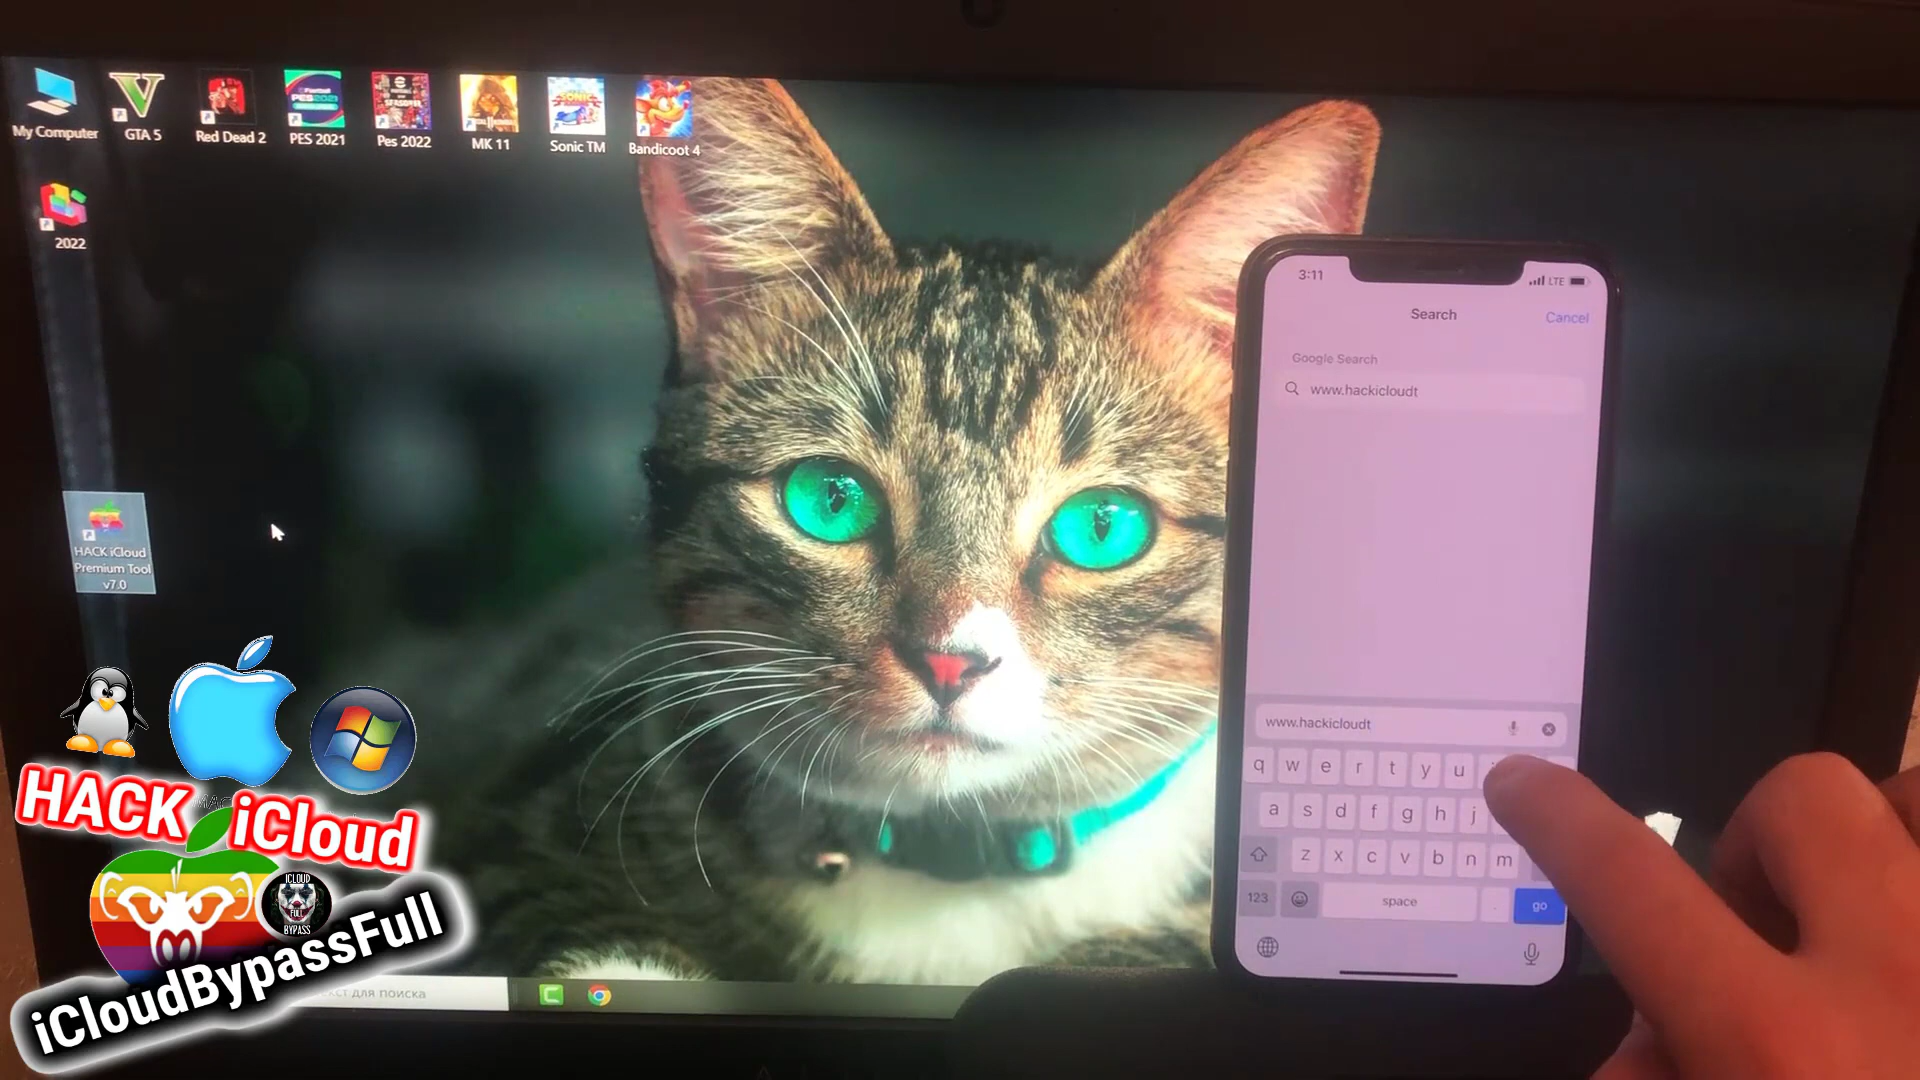 My Computer
GTA 5
Red Dead 2
PES 2021
Pes 2022
MK 11
Sonic TM
Bandicoot 4
2022
HACK iCloud
Premium Tool
v7.0
HACK iCloud
ICLOUD
FULL
BYPASS
iCloudBypassFull
для поиска
3:11
LTE
Search
Cancel
Google Search
www.hackicloudt
www.hackicloudt
q w e r t y u
a s d f g h j
z x c v b n m
123
space
.
go